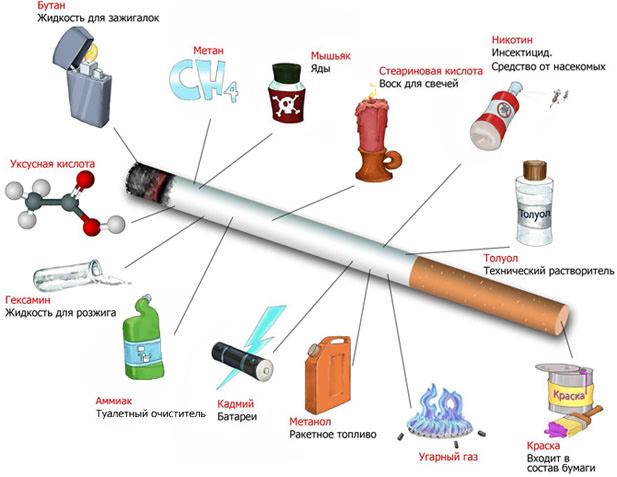 Бутан
Жидкость для зажигалок
Метан
CH4
Мышьяк
Яды
Стеариновая кислота
Воск для свечей
Никотин
Инсектицид.
Средство от насекомых
Уксусная кислота
Толуол
Толуол
Технический растворитель
Гексамин
Жидкость для розжига
Аммиак
Туалетный очиститель
Кадмий
Батареи
Метанол
Ракетное топливо
Угарный газ
Краска
Краска
Входит в
состав бумаги